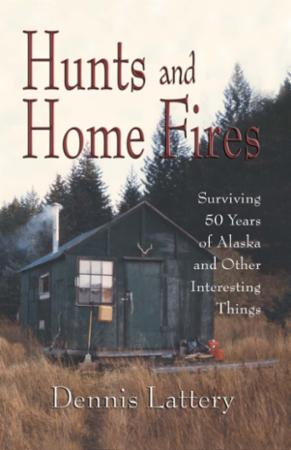 Hunts and
Home Fires
Surviving
50 Years
of Alaska
and Other
Interesting
Things
Dennis Lattery